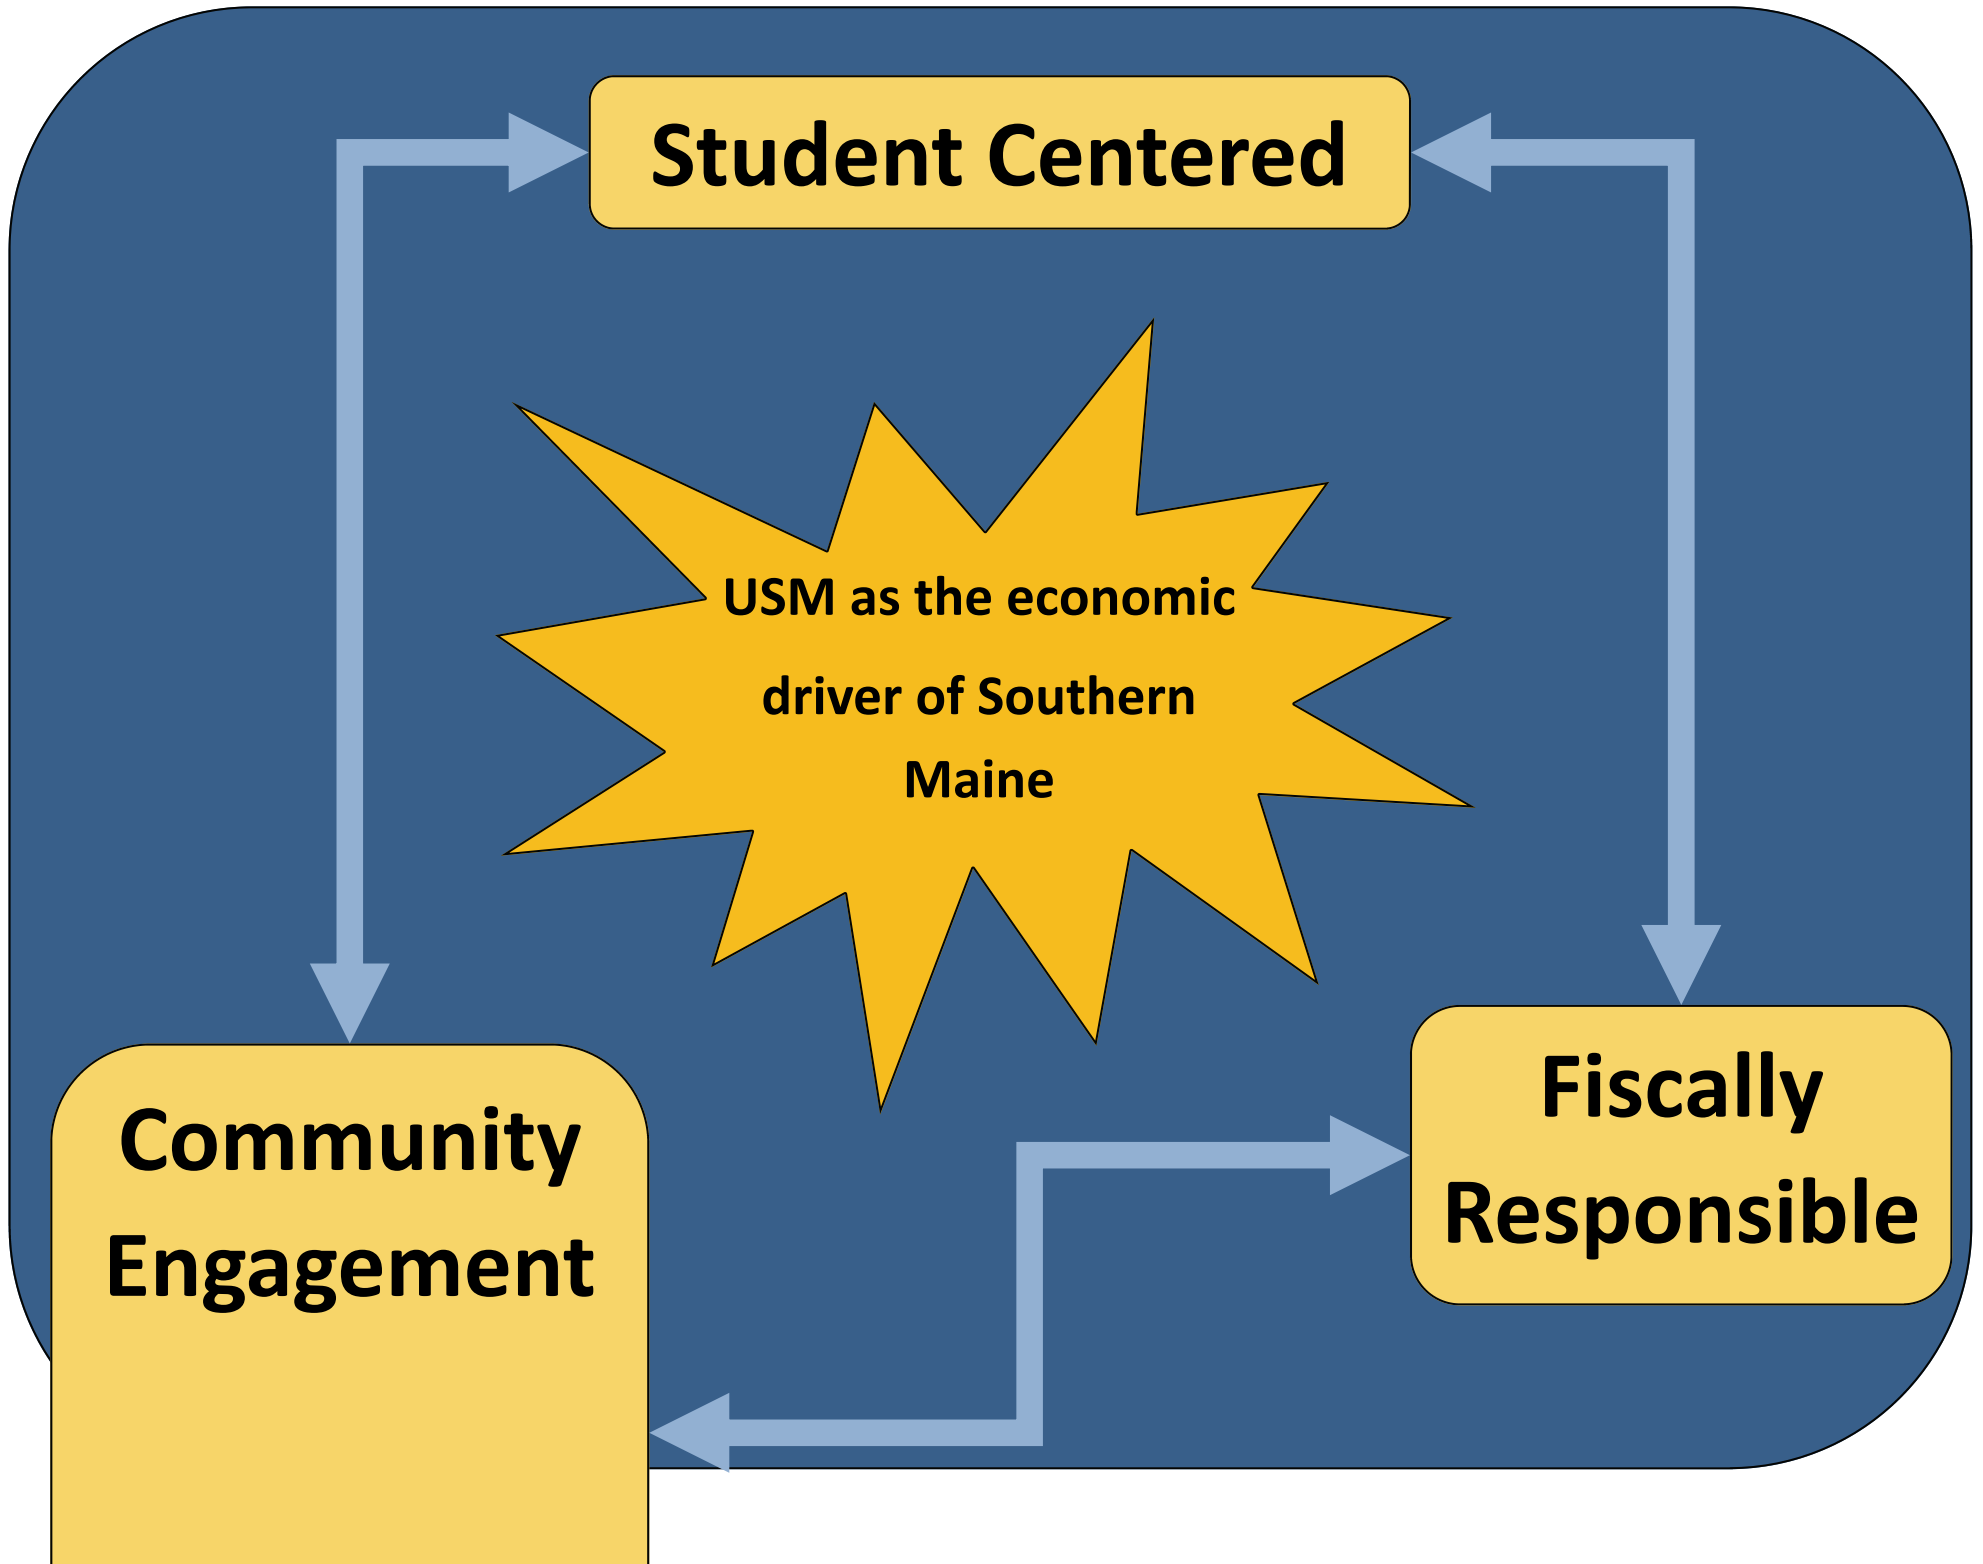 Student Centered
USM as the economic
driver of Southern
Maine
Community
Engagement
Fiscally
Responsible